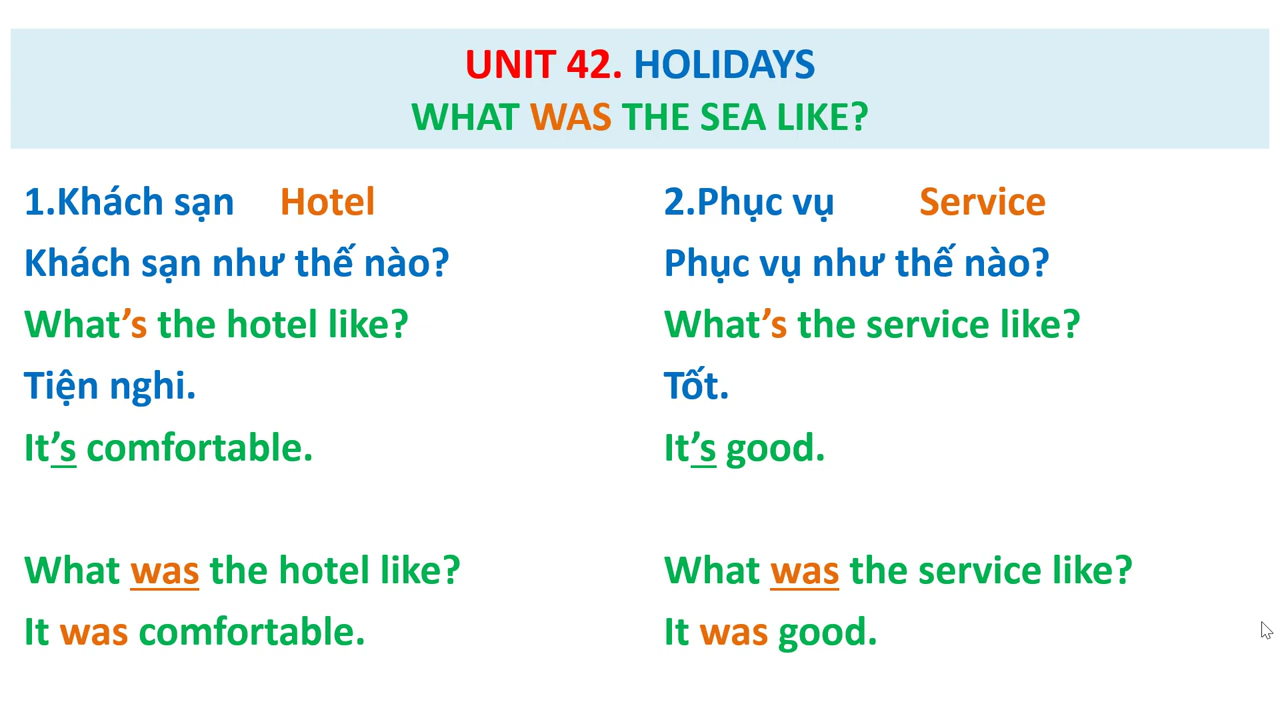 UNIT 42. HOLIDAYS
WHAT WAS THE SEA LIKE?
1.Khách sạn Hotel
Khách sạn như thế nào?
What’s the hotel like?
Tiện nghi.
It’s comfortable.
What was the hotel like?
It was comfortable.
2.Phục vụ Service
Phục vụ như thế nào?
What’s the service like?
Tốt.
It’s good.
What was the service like?
It was good.